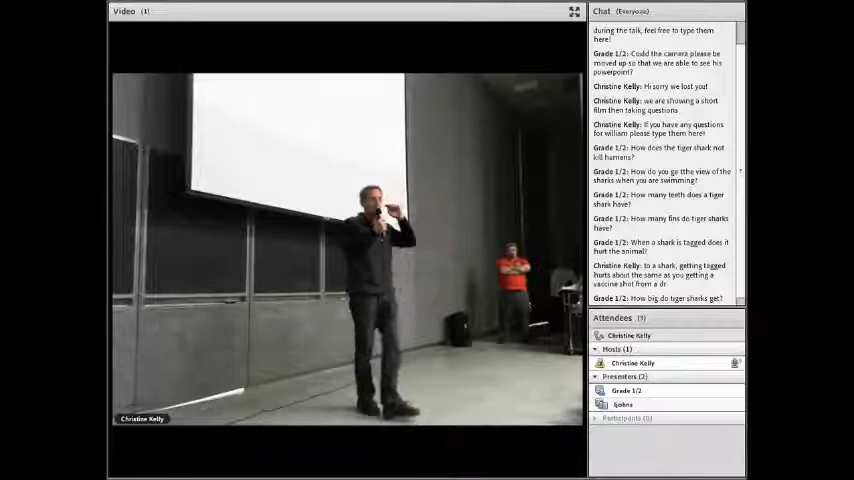 Video (1)
Chat (Everyone)
during the talk, feel free to type them
here!
Grade 1/2: Could the camera please be
moved up so that we are able to see his
powerpoint?
Christine Kelly: Hi sorry we lost you!
Christine Kelly: we are showing a short
film then taking questions
Christine Kelly: If you have any questions
for william please type them here!
Grade 1/2: How does the tiger shark not
kill humans?
Grade 1/2: How do you ge tthe view of the
sharks when you are swimming?
Grade 1/2: How many teeth does a tiger
shark have?
Grade 1/2: How many fins do tiger sharks
have?
Grade 1/2: When a shark is tagged does it
hurt the animal?
Christine Kelly: to a shark, getting tagged
hurts about the same as you getting a
vaccine shot from a dr
Grade 1/2: How big do tiger sharks get?
Attendees (3)
Christine Kelly
Hosts (1)
Christine Kelly
Presenters (2)
Grade 1/2
ljohns
Participants (0)
Christine Kelly